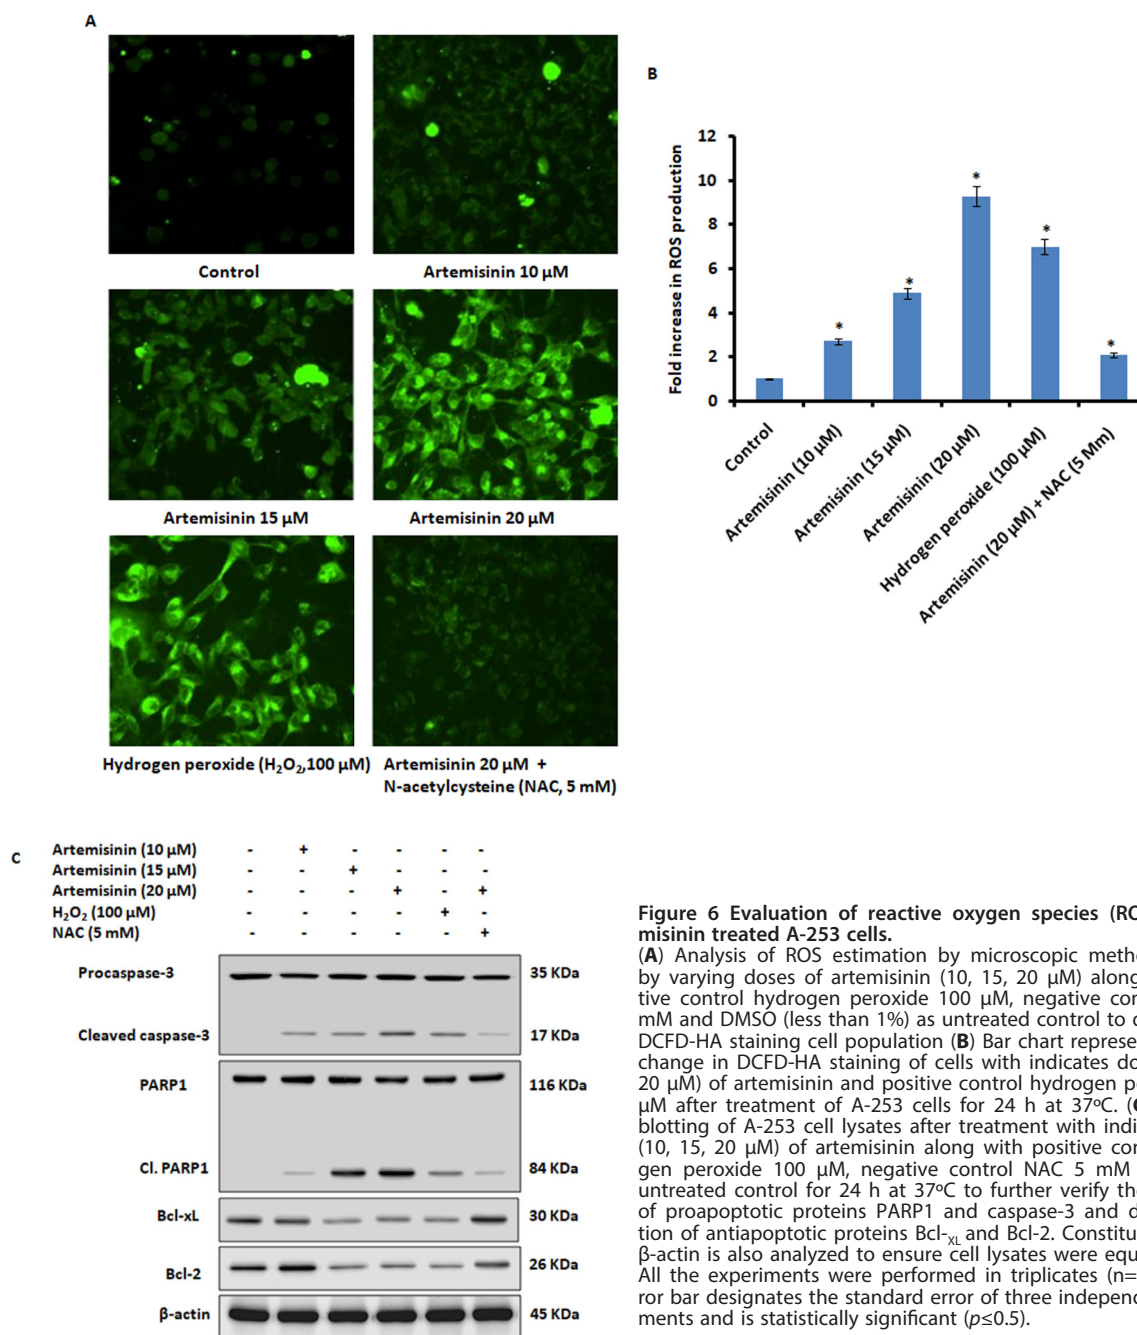 A
Control
Artemisinin 10 µM
Artemisinin 15 µM
Artemisinin 20 µM
Hydrogen peroxide (H₂O₂,100 µM)
Artemisinin 20 µM +
N-acetylcysteine (NAC, 5 mM)
B
Fold increase in ROS production
12
10
8
6
4
2
0
*
*
*
*
*
Control
Artemisinin (10 µM)
Artemisinin (15 µM)
Artemisinin (20 µM)
Hydrogen peroxide (100 µM)
Artemisinin (20 µM) + NAC (5 Mm)
C
Artemisinin (10 µM) - + - - - -
Artemisinin (15 µM) - - + - - -
Artemisinin (20 µM) - - - + - +
H₂O₂ (100 µM) - - - - + -
NAC (5 mM) - - - - - +
Procaspase-3 35 KDa
Cleaved caspase-3 17 KDa
PARP1 116 KDa
Cl. PARP1 84 KDa
Bcl-xL 30 KDa
Bcl-2 26 KDa
β-actin 45 KDa
Figure 6 Evaluation of reactive oxygen species (RO
misinin treated A-253 cells.
(A) Analysis of ROS estimation by microscopic metho
by varying doses of artemisinin (10, 15, 20 µM) along
tive control hydrogen peroxide 100 µM, negative con
mM and DMSO (less than 1%) as untreated control to d
DCFD-HA staining cell population (B) Bar chart represe
change in DCFD-HA staining of cells with indicates do
20 µM) of artemisinin and positive control hydrogen pe
µM after treatment of A-253 cells for 24 h at 37ºC. (C
blotting of A-253 cell lysates after treatment with indi
(10, 15, 20 µM) of artemisinin along with positive con
gen peroxide 100 µM, negative control NAC 5 mM
untreated control for 24 h at 37ºC to further verify the
of proapoptotic proteins PARP1 and caspase-3 and d
tion of antiapoptotic proteins Bcl-XL and Bcl-2. Constitu
β-actin is also analyzed to ensure cell lysates were equ
All the experiments were performed in triplicates (n=
ror bar designates the standard error of three independ
ments and is statistically significant (p≤0.5).